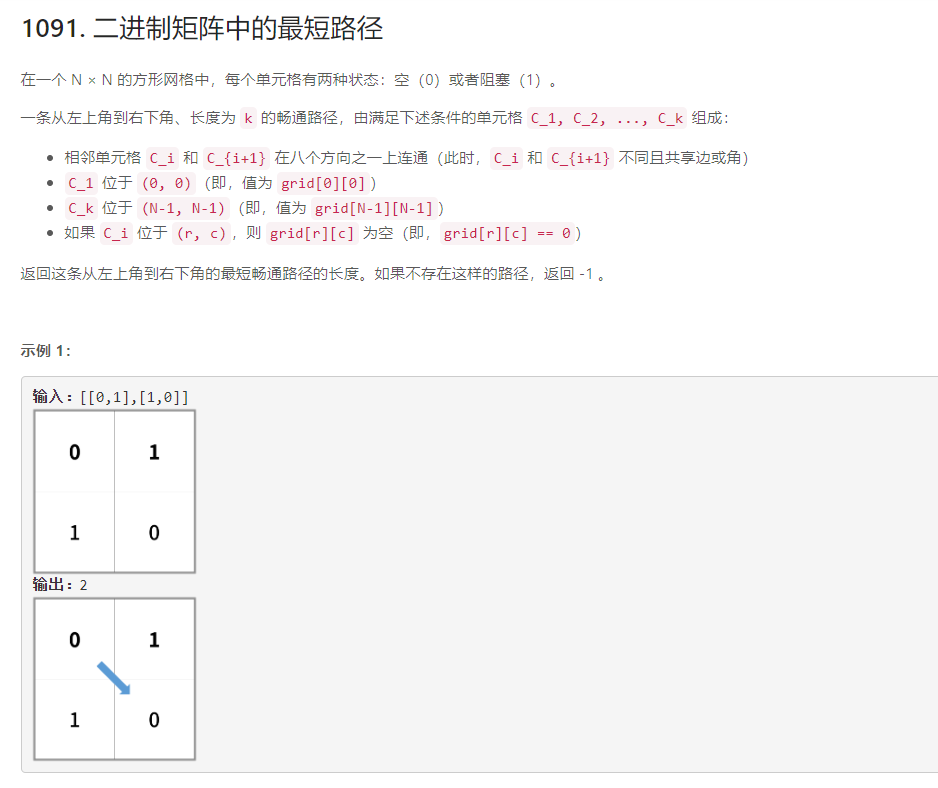 1091. 二进制矩阵中的最短路径
在一个 N × N 的方形网格中，每个单元格有两种状态：空（0）或者阻塞（1）。
一条从左上角到右下角、长度为 k 的畅通路径，由满足下述条件的单元格 C_1, C_2, ..., C_k 组成：
相邻单元格 C_i 和 C_{i+1} 在八个方向之一上连通（此时，C_i 和 C_{i+1} 不同且共享边或角）
C_1 位于 (0, 0)（即，值为 grid[0][0]）
C_k 位于 (N-1, N-1)（即，值为 grid[N-1][N-1]）
如果 C_i 位于 (r, c)，则 grid[r][c] 为空（即，grid[r][c] == 0）
返回这条从左上角到右下角的最短畅通路径的长度。如果不存在这样的路径，返回 -1 。
示例 1：
输入：[[0,1],[1,0]]
0 1
1 0
输出：2
0 1
1 0